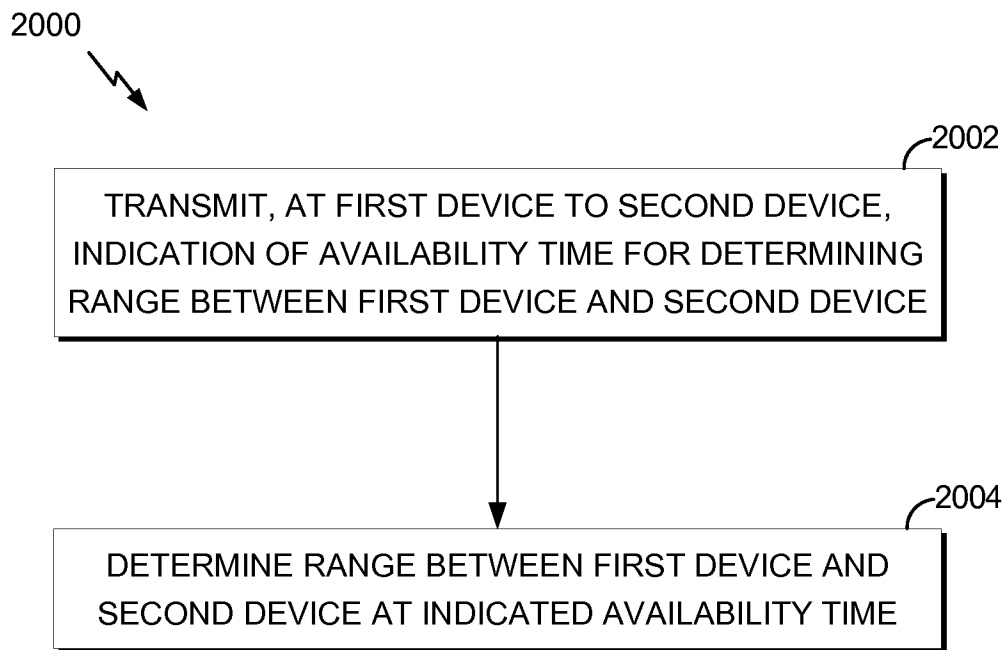 2000
2002
TRANSMIT, AT FIRST DEVICE TO SECOND DEVICE,
INDICATION OF AVAILABILITY TIME FOR DETERMINING
RANGE BETWEEN FIRST DEVICE AND SECOND DEVICE
2004
DETERMINE RANGE BETWEEN FIRST DEVICE AND
SECOND DEVICE AT INDICATED AVAILABILITY TIME